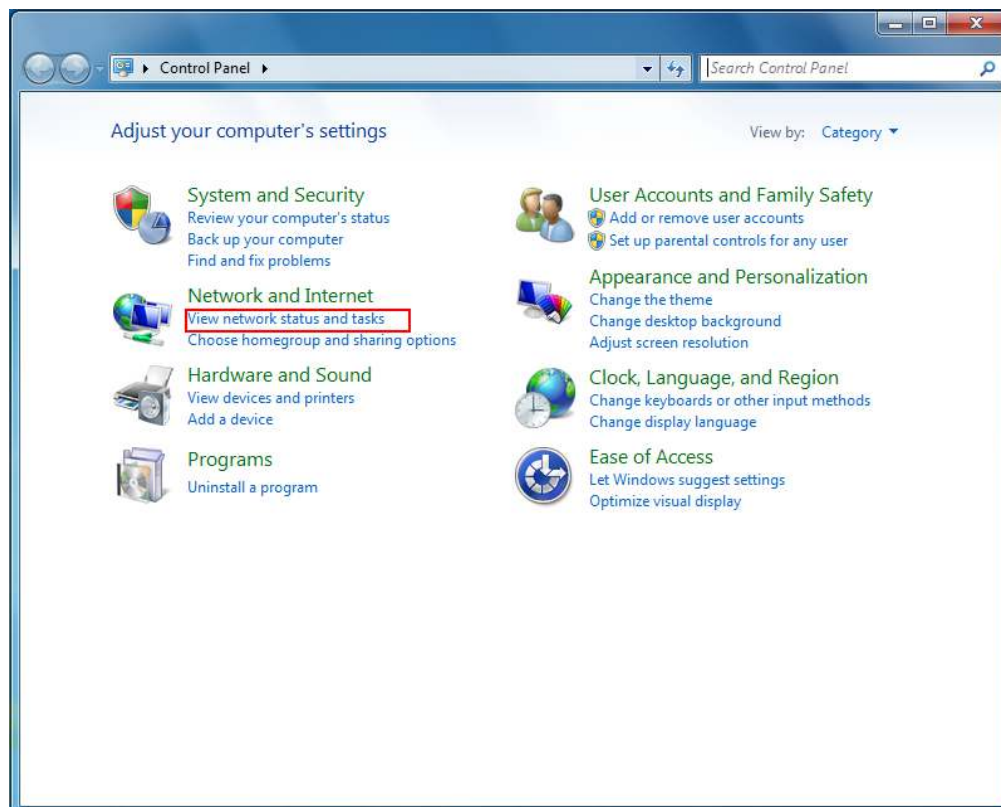 Control Panel
Search Control Panel
Adjust your computer's settings
View by: Category
System and Security
Review your computer's status
Back up your computer
Find and fix problems
Network and Internet
View network status and tasks
Choose homegroup and sharing options
Hardware and Sound
View devices and printers
Add a device
Programs
Uninstall a program
User Accounts and Family Safety
Add or remove user accounts
Set up parental controls for any user
Appearance and Personalization
Change the theme
Change desktop background
Adjust screen resolution
Clock, Language, and Region
Change keyboards or other input methods
Change display language
Ease of Access
Let Windows suggest settings
Optimize visual display